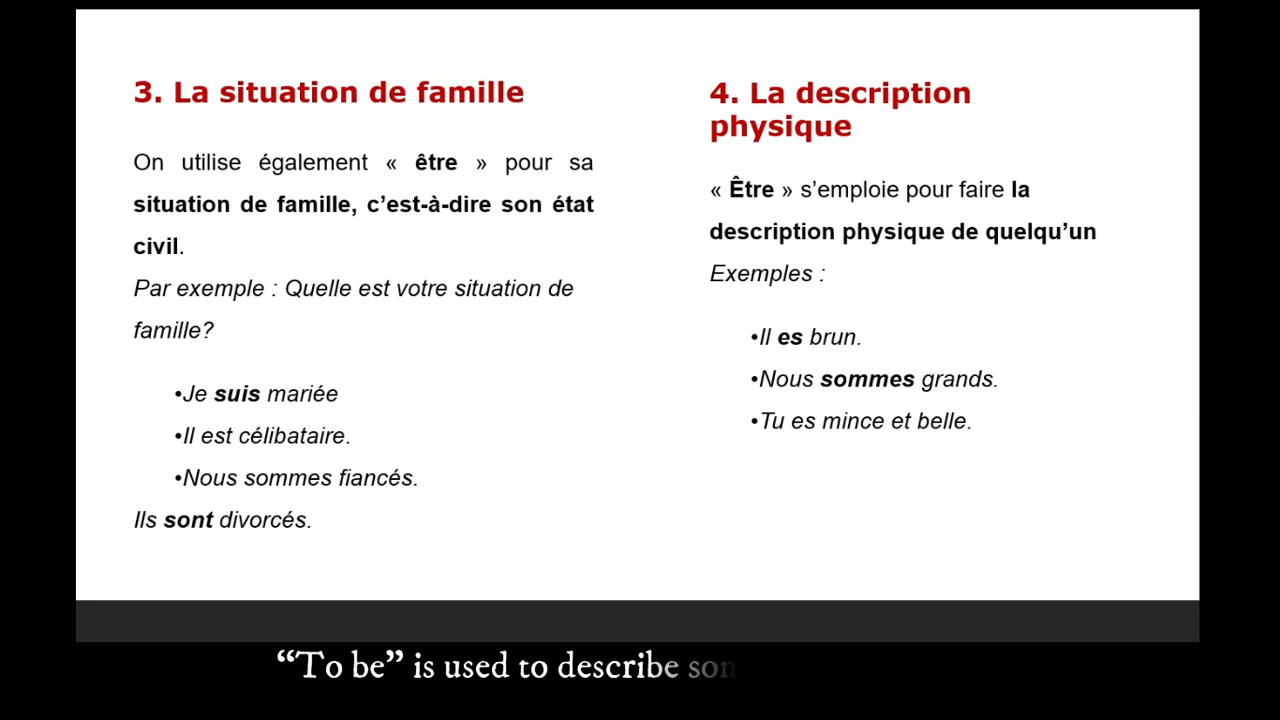 3. La situation de famille
On utilise également « être » pour sa
situation de famille, c’est-à-dire son état
civil.
Par exemple : Quelle est votre situation de
famille?
•Je suis mariée
•Il est célibataire.
•Nous sommes fiancés.
Ils sont divorcés.
4. La description
physique
« Être » s’emploie pour faire la
description physique de quelqu’un
Exemples :
•Il es brun.
•Nous sommes grands.
•Tu es mince et belle.
“To be” is used to describe som